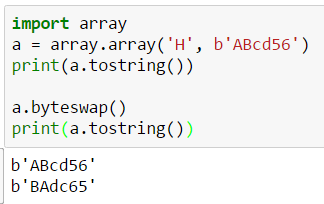 import array
a = array.array('H', b'ABcd56')
print(a.tostring())
a.byteswap()
print(a.tostring())
b'ABcd56'
b'BAdc65'